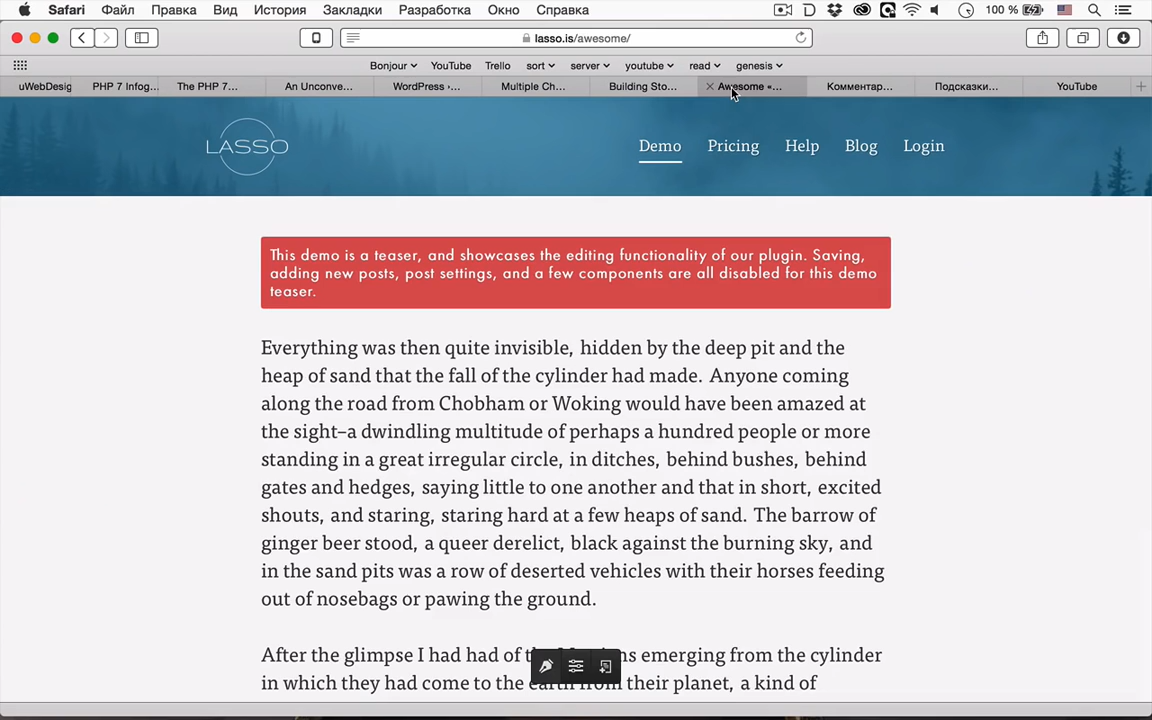 Safari Файл Правка Вид История Закладки Разработка Окно Справка 100 %
lasso.is/awesome/
Bonjour YouTube Trello sort server youtube read genesis
uWebDesig PHP 7 Infog... The PHP 7... An Unconve... WordPress ›... Multiple Ch... Building Sto... Awesome «... Комментар... Подсказки... YouTube
LASSO Demo Pricing Help Blog Login
This demo is a teaser, and showcases the editing functionality of our plugin. Saving,
adding new posts, post settings, and a few components are all disabled for this demo
teaser.
Everything was then quite invisible, hidden by the deep pit and the
heap of sand that the fall of the cylinder had made. Anyone coming
along the road from Chobham or Woking would have been amazed at
the sight–a dwindling multitude of perhaps a hundred people or more
standing in a great irregular circle, in ditches, behind bushes, behind
gates and hedges, saying little to one another and that in short, excited
shouts, and staring, staring hard at a few heaps of sand. The barrow of
ginger beer stood, a queer derelict, black against the burning sky, and
in the sand pits was a row of deserted vehicles with their horses feeding
out of nosebags or pawing the ground.
After the glimpse I had had of emerging from the cylinder
in which they had come to the earth from their planet, a kind of